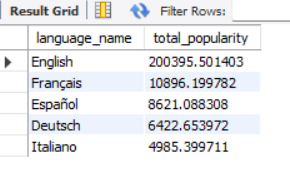 Result Grid Filter Rows:
language_name total_popularity
English 200395.501403
Français 10896.199782
Español 8621.088308
Deutsch 6422.653972
Italiano 4985.399711